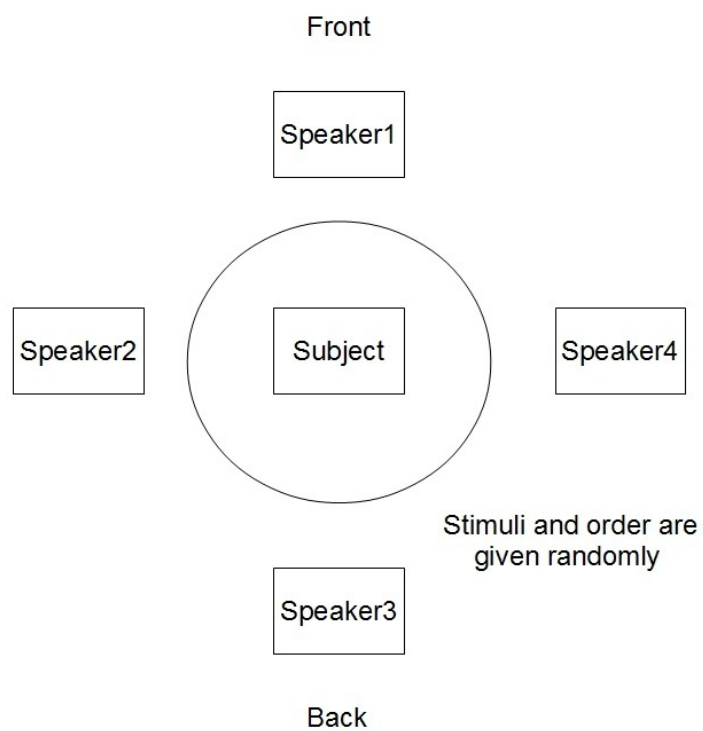 Front
Speaker1
Speaker2
Subject
Speaker4
Stimuli and order are
given randomly
Speaker3
Back